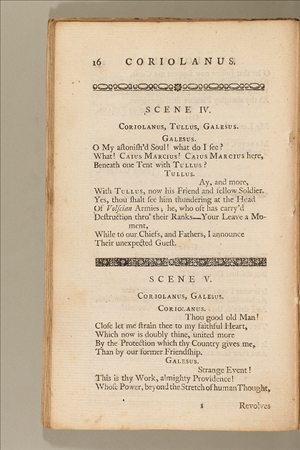 16 CORIOLANUS.
SCENE IV.
CORIOLANUS, TULLUS, GALESUS.
GALESUS.
O My astonish'd Soul! what do I see?
What! CAIUS MARCIUS! CAIUS MARCIUS here,
Beneath one Tent with TULLUS?
TULLUS.
Ay, and more,
With TULLUS, now his Friend and fellow Soldier.
Yes, thou shalt see him thundering at the Head
Of Volscian Armies; he, who oft has carry'd
Destruction thro' their Ranks—Your Leave a Mo-
ment,
While to our Chiefs, and Fathers, I announce
Their unexpected Guest.
SCENE V.
CORIOLANUS, GALESUS.
CORIOLANUS.
Thou good old Man!
Close let me strain thee to my faithful Heart,
Which now is doubly thine, united more
By the Protection which thy Country gives me,
Than by our former Friendship.
GALESUS.
Strange Event!
This is thy Work, almighty Providence!
Whose Power, beyond the Stretch of human Thought,
Revolves